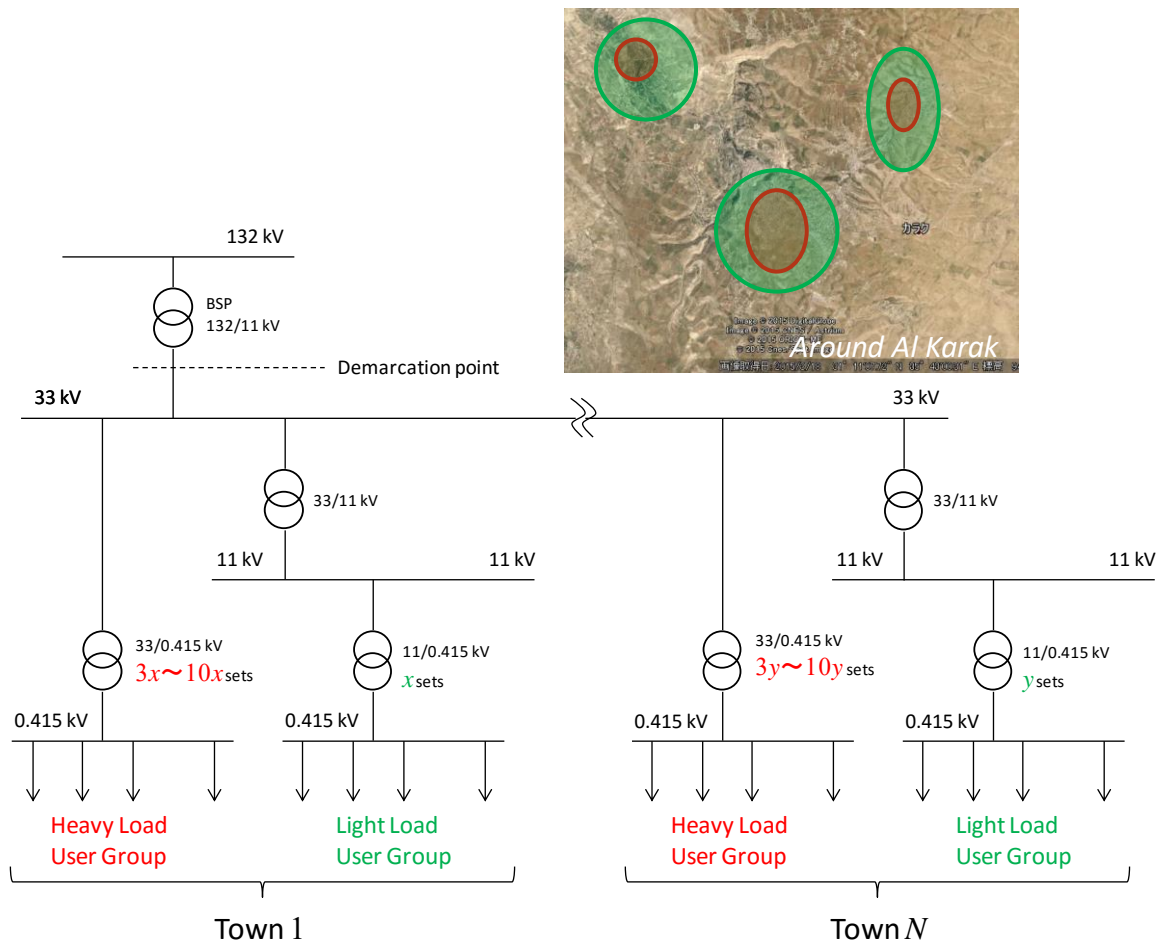 カラク
Around Al Karak
132 kV
BSP
132/11 kV
Demarcation point
33 kV
33 kV
33/11 kV
33/11 kV
11 kV
11 kV
11 kV
11 kV
33/0.415 kV
3x～10x sets
11/0.415 kV
x sets
33/0.415 kV
3y～10y sets
11/0.415 kV
y sets
0.415 kV
0.415 kV
0.415 kV
0.415 kV
Heavy Load
User Group
Light Load
User Group
Heavy Load
User Group
Light Load
User Group
Town 1
Town N